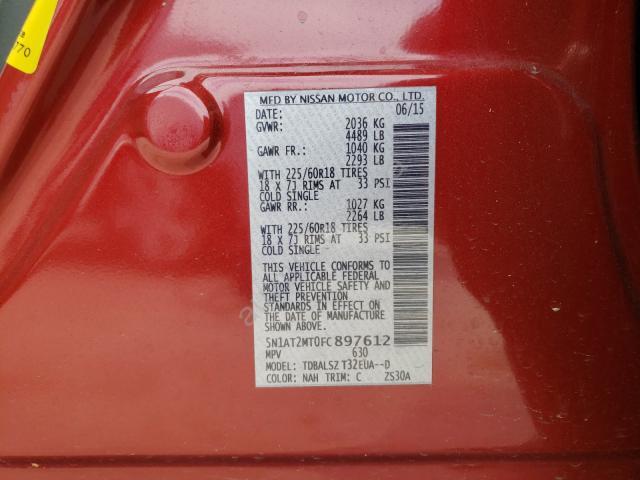 770
MFD BY NISSAN MOTOR CO., LTD.
DATE: 06/15
GVWR: 2036 KG
4489 LB
GAWR FR.: 1040 KG
2293 LB
WITH 225/60R18 TIRES
18 X 7J RIMS AT 33 PSI
COLD SINGLE
GAWR RR.: 1027 KG
2264 LB
WITH 225/60R18 TIRES
18 X 7J RIMS AT 33 PSI
COLD SINGLE
THIS VEHICLE CONFORMS TO
ALL APPLICABLE FEDERAL
MOTOR VEHICLE SAFETY AND
THEFT PREVENTION
STANDARDS IN EFFECT ON THE
DATE OF MANUFACTURE
SHOWN ABOVE.
5N1AT2MT0FC897612
MPV 630
MODEL: TDBALSZ T32EUA--D
COLOR: NAH TRIM: C ZS30A